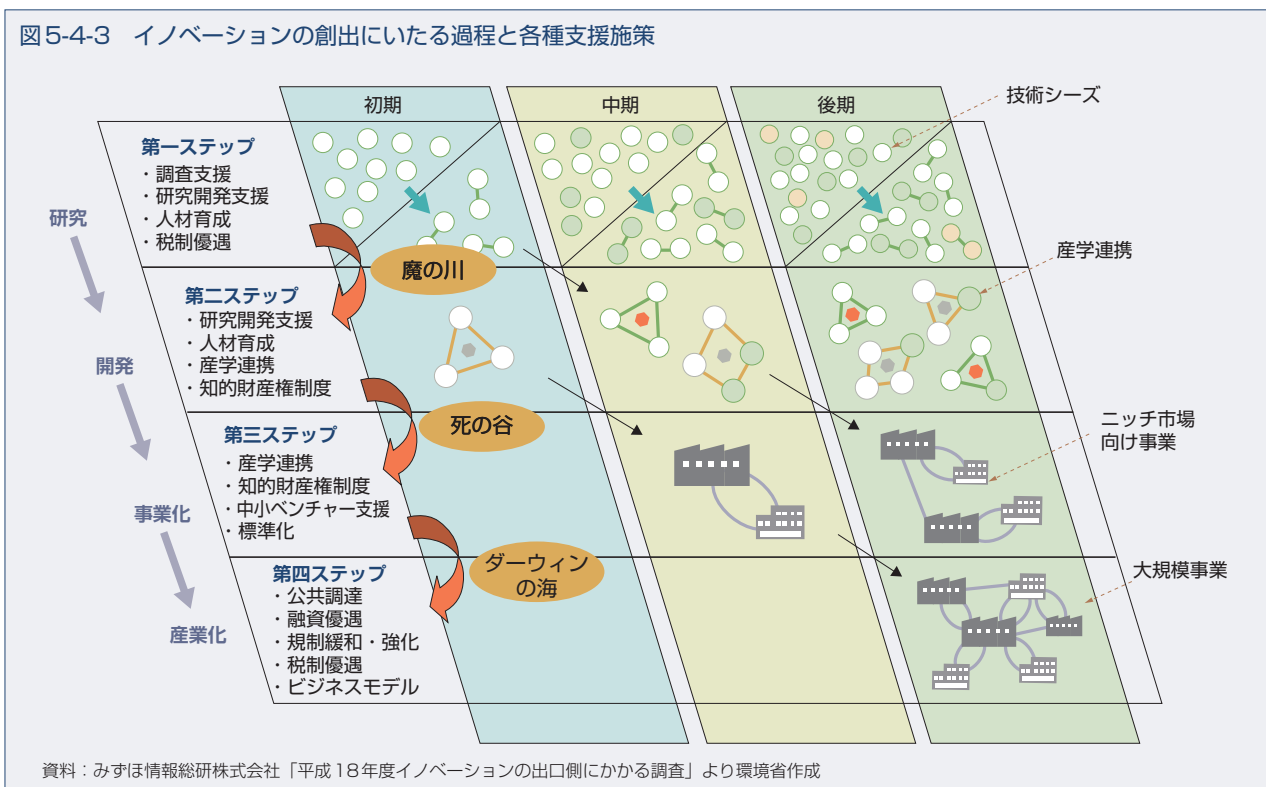 図5-4-3 イノベーションの創出にいたる過程と各種支援施策
初期
中期
後期
技術シーズ
第一ステップ
・調査支援
・研究開発支援
・人材育成
・税制優遇
研究
魔の川
産学連携
第二ステップ
・研究開発支援
・人材育成
・産学連携
・知的財産権制度
開発
死の谷
ニッチ市場
向け事業
第三ステップ
・産学連携
・知的財産権制度
・中小ベンチャー支援
・標準化
事業化
ダーウィン
の海
大規模事業
第四ステップ
・公共調達
・融資優遇
・規制緩和・強化
・税制優遇
・ビジネスモデル
産業化
資料：みずほ情報総研株式会社「平成18年度イノベーションの出口側にかかる調査」より環境省作成